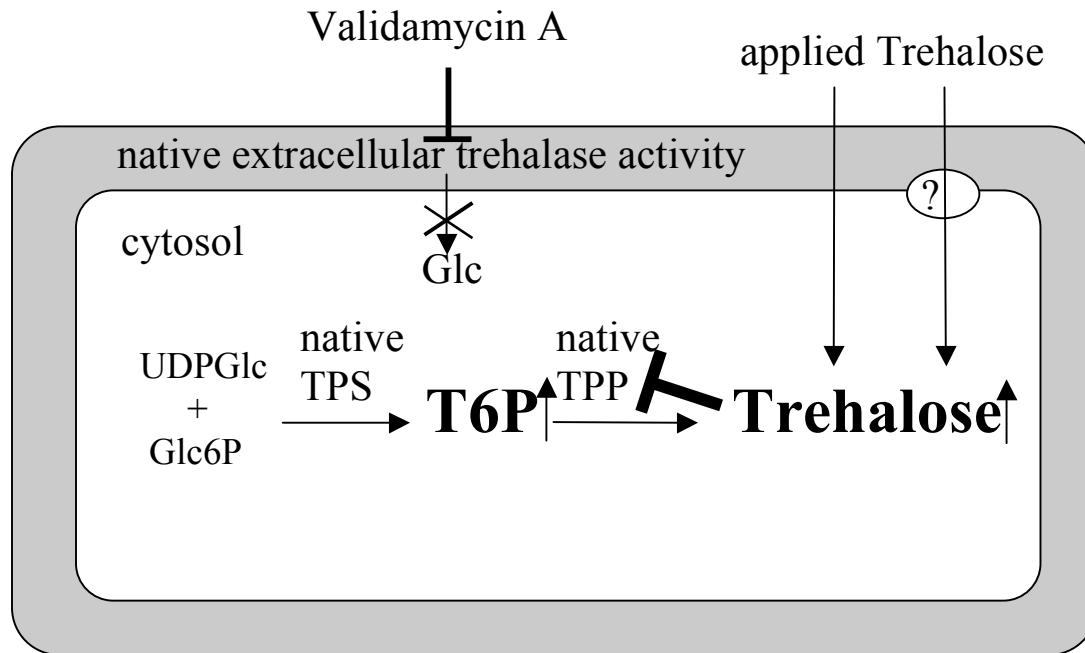 Validamycin A
applied Trehalose
native extracellular trehalase activity
?
cytosol
Glc
native
TPS
native
TPP
UDPGlc
+
Glc6P
T6P
Trehalose